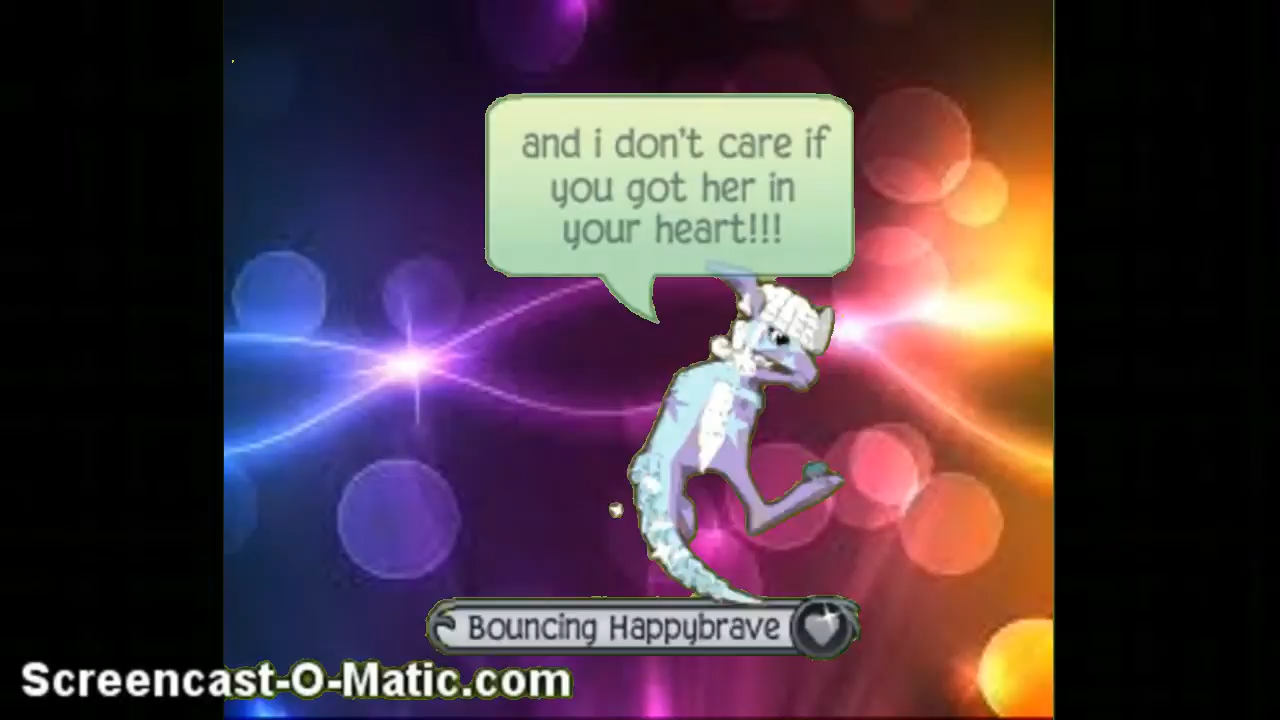 and i don't care if
you got her in
your heart!!!
Bouncing Happybrave
Screencast-O-Matic.com